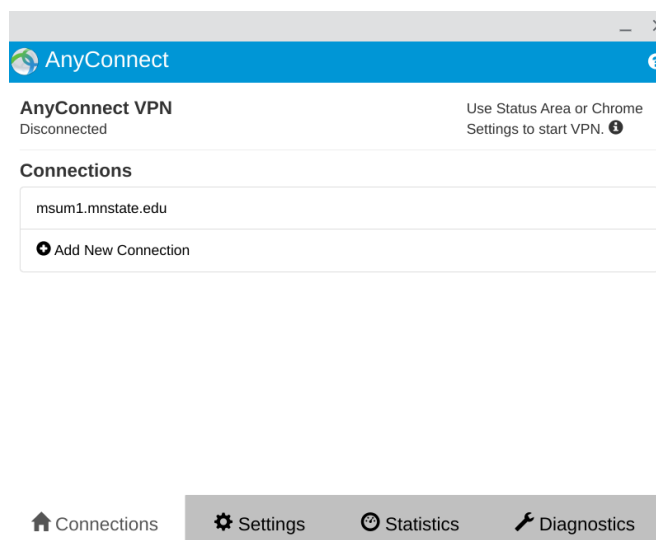 AnyConnect
AnyConnect VPN
Disconnected
Use Status Area or Chrome
Settings to start VPN.
Connections
msum1.mnstate.edu
Add New Connection
Connections
Settings
Statistics
Diagnostics